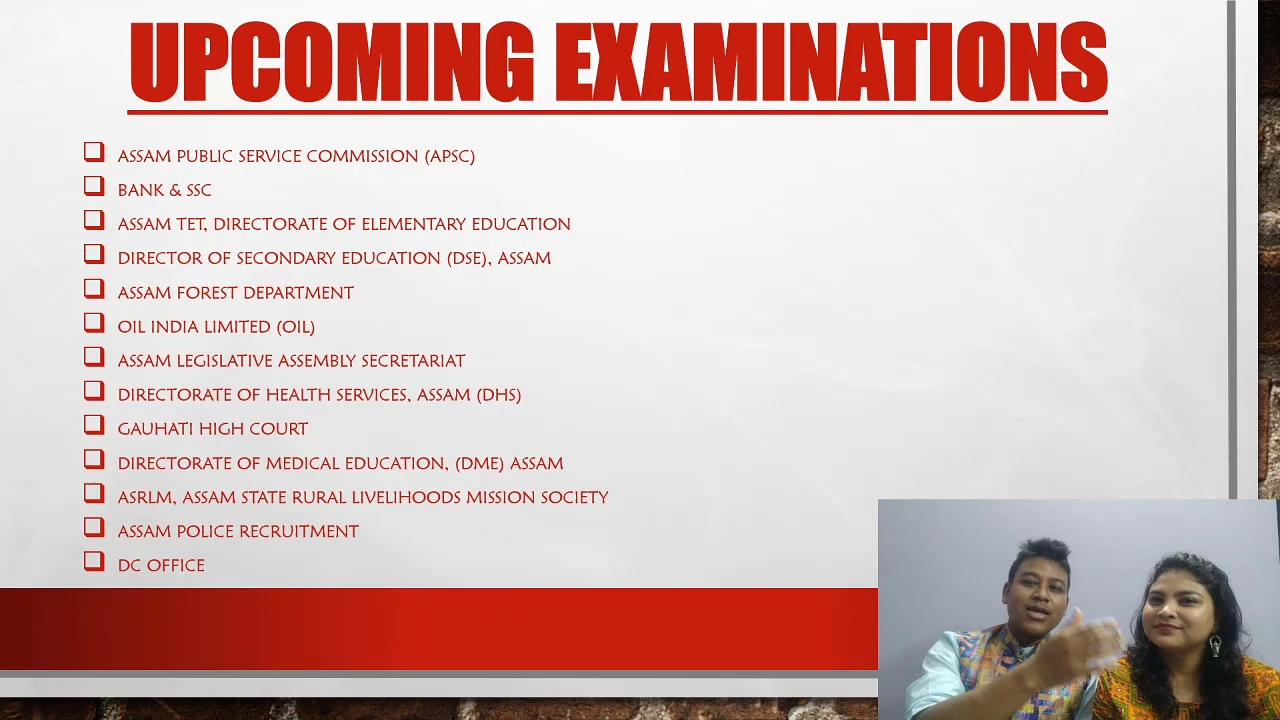 UPCOMING EXAMINATIONS
ASSAM PUBLIC SERVICE COMMISSION (APSC)
BANK & SSC
ASSAM TET, DIRECTORATE OF ELEMENTARY EDUCATION
DIRECTOR OF SECONDARY EDUCATION (DSE), ASSAM
ASSAM FOREST DEPARTMENT
OIL INDIA LIMITED (OIL)
ASSAM LEGISLATIVE ASSEMBLY SECRETARIAT
DIRECTORATE OF HEALTH SERVICES, ASSAM (DHS)
GAUHATI HIGH COURT
DIRECTORATE OF MEDICAL EDUCATION, (DME) ASSAM
ASRLM, ASSAM STATE RURAL LIVELIHOODS MISSION SOCIETY
ASSAM POLICE RECRUITMENT
DC OFFICE